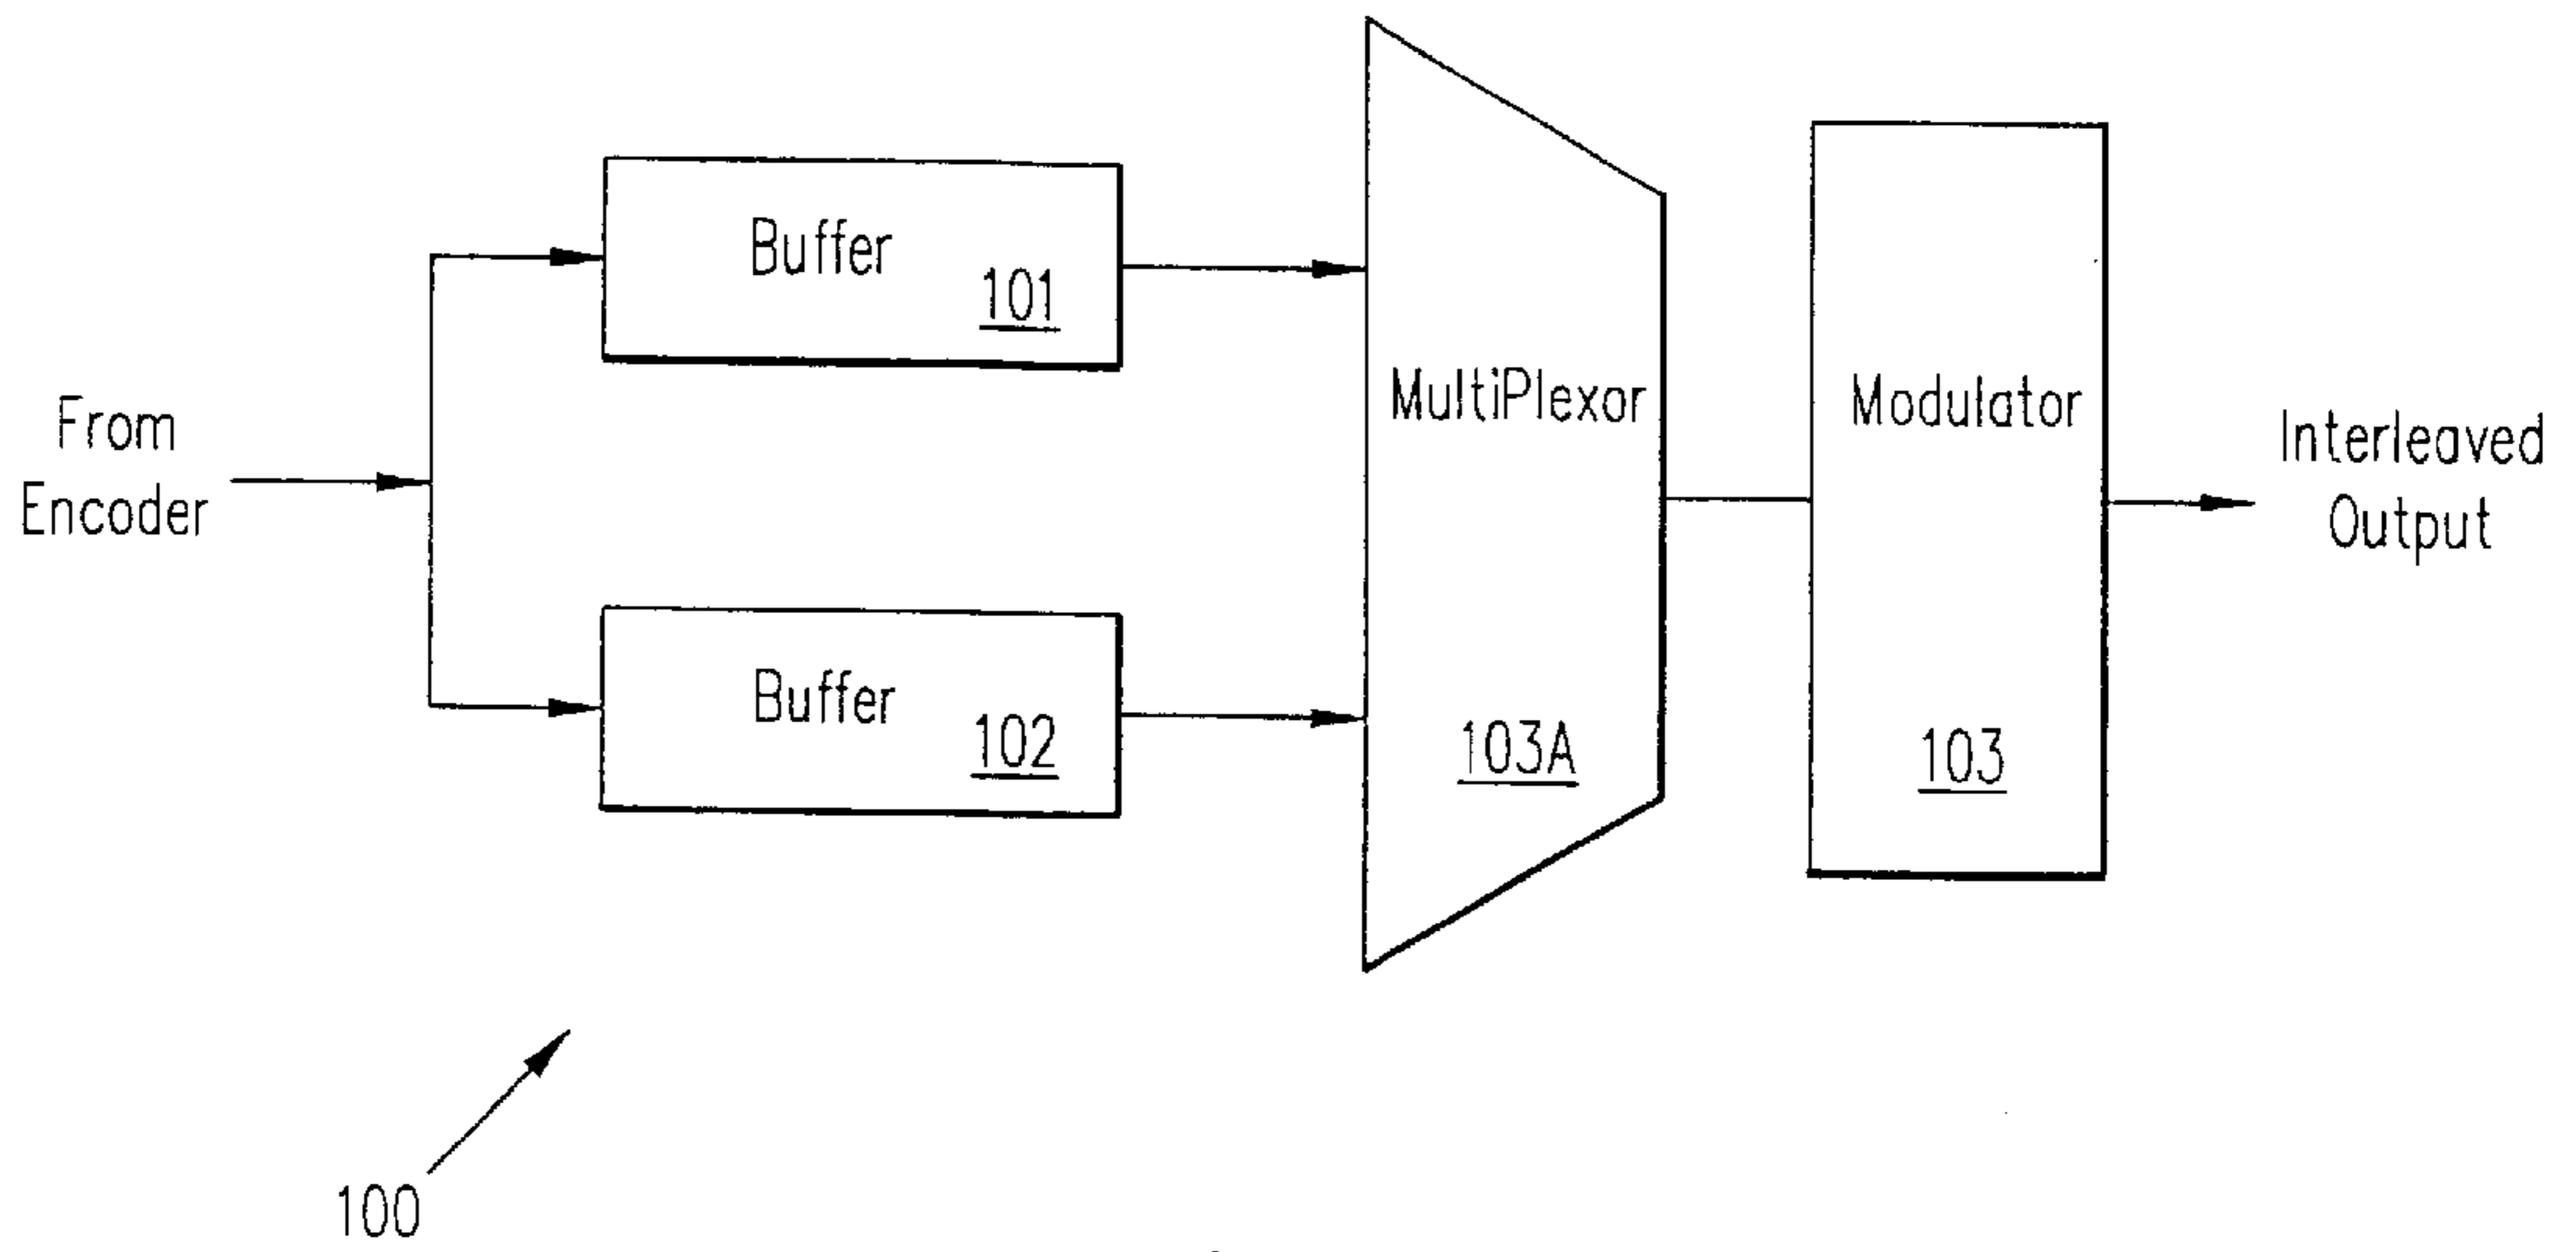 From
Encoder
Buffer
101
Buffer
102
MultiPlexor
103A
Modulator
103
Interleaved
Output
100